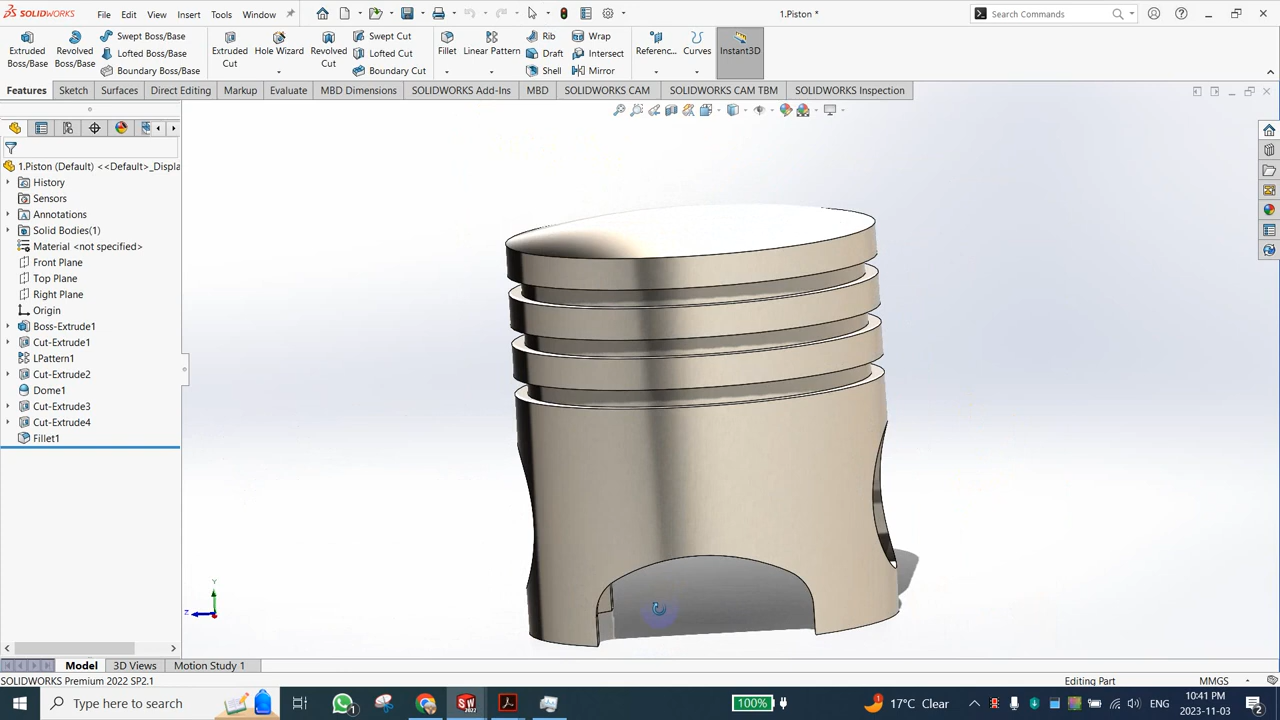 SOLIDWORKS File Edit View Insert Tools Window 1.Piston * Search Commands
Extruded Boss/Base
Revolved Boss/Base
Swept Boss/Base
Lofted Boss/Base
Boundary Boss/Base
Extruded Cut
Hole Wizard
Revolved Cut
Swept Cut
Lofted Cut
Boundary Cut
Fillet
Linear Pattern
Rib
Draft
Shell
Wrap
Intersect
Mirror
Referenc...
Curves
Instant3D
Features Sketch Surfaces Direct Editing Markup Evaluate MBD Dimensions SOLIDWORKS Add-Ins MBD SOLIDWORKS CAM SOLIDWORKS CAM TBM SOLIDWORKS Inspection
1.Piston (Default) <<Default>_Displa
History
Sensors
Annotations
Solid Bodies(1)
Material <not specified>
Front Plane
Top Plane
Right Plane
Origin
Boss-Extrude1
Cut-Extrude1
LPattern1
Cut-Extrude2
Dome1
Cut-Extrude3
Cut-Extrude4
Fillet1
Y
Z
Model 3D Views Motion Study 1
SOLIDWORKS Premium 2022 SP2.1 Editing Part MMGS
Type here to search 100% 17°C Clear ENG 10:41 PM
2023-11-03 2